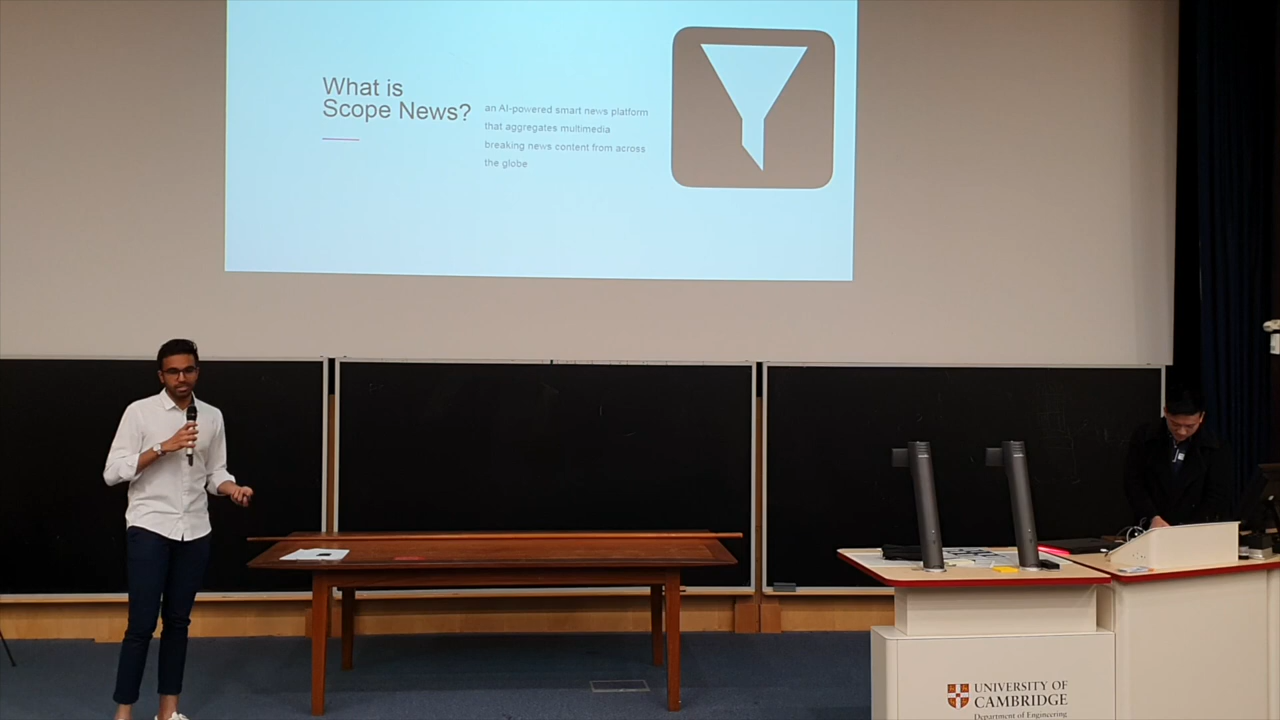 What is
Scope News?
an AI-powered smart news platform
that aggregates multimedia
breaking news content from across
the globe
UNIVERSITY OF
CAMBRIDGE
Department of Engineering